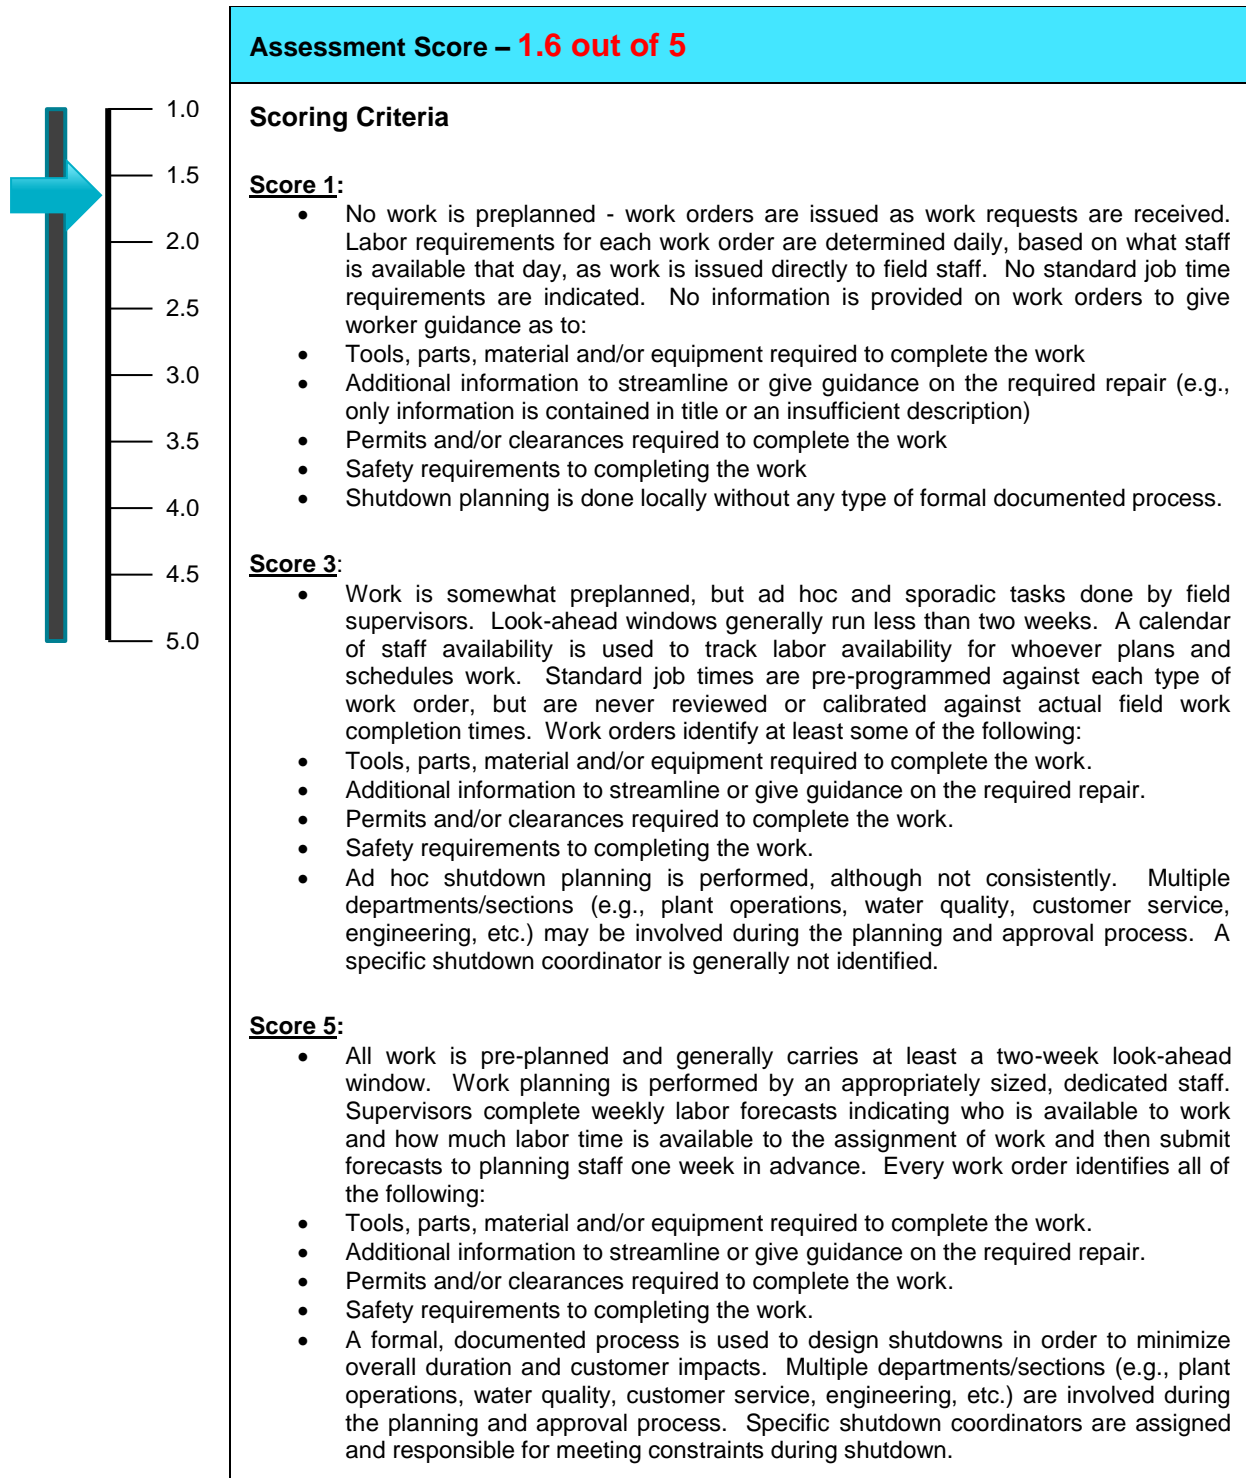 Assessment Score – 1.6 out of 5
1.0
1.5
2.0
2.5
3.0
3.5
4.0
4.5
5.0
Scoring Criteria
Score 1:
• No work is preplanned - work orders are issued as work requests are received.
Labor requirements for each work order are determined daily, based on what staff
is available that day, as work is issued directly to field staff. No standard job time
requirements are indicated. No information is provided on work orders to give
worker guidance as to:
• Tools, parts, material and/or equipment required to complete the work
• Additional information to streamline or give guidance on the required repair (e.g.,
only information is contained in title or an insufficient description)
• Permits and/or clearances required to complete the work
• Safety requirements to completing the work
• Shutdown planning is done locally without any type of formal documented process.
Score 3:
• Work is somewhat preplanned, but ad hoc and sporadic tasks done by field
supervisors. Look-ahead windows generally run less than two weeks. A calendar
of staff availability is used to track labor availability for whoever plans and
schedules work. Standard job times are pre-programmed against each type of
work order, but are never reviewed or calibrated against actual field work
completion times. Work orders identify at least some of the following:
• Tools, parts, material and/or equipment required to complete the work.
• Additional information to streamline or give guidance on the required repair.
• Permits and/or clearances required to complete the work.
• Safety requirements to completing the work.
• Ad hoc shutdown planning is performed, although not consistently. Multiple
departments/sections (e.g., plant operations, water quality, customer service,
engineering, etc.) may be involved during the planning and approval process. A
specific shutdown coordinator is generally not identified.
Score 5:
• All work is pre-planned and generally carries at least a two-week look-ahead
window. Work planning is performed by an appropriately sized, dedicated staff.
Supervisors complete weekly labor forecasts indicating who is available to work
and how much labor time is available to the assignment of work and then submit
forecasts to planning staff one week in advance. Every work order identifies all of
the following:
• Tools, parts, material and/or equipment required to complete the work.
• Additional information to streamline or give guidance on the required repair.
• Permits and/or clearances required to complete the work.
• Safety requirements to completing the work.
• A formal, documented process is used to design shutdowns in order to minimize
overall duration and customer impacts. Multiple departments/sections (e.g., plant
operations, water quality, customer service, engineering, etc.) are involved during
the planning and approval process. Specific shutdown coordinators are assigned
and responsible for meeting constraints during shutdown.